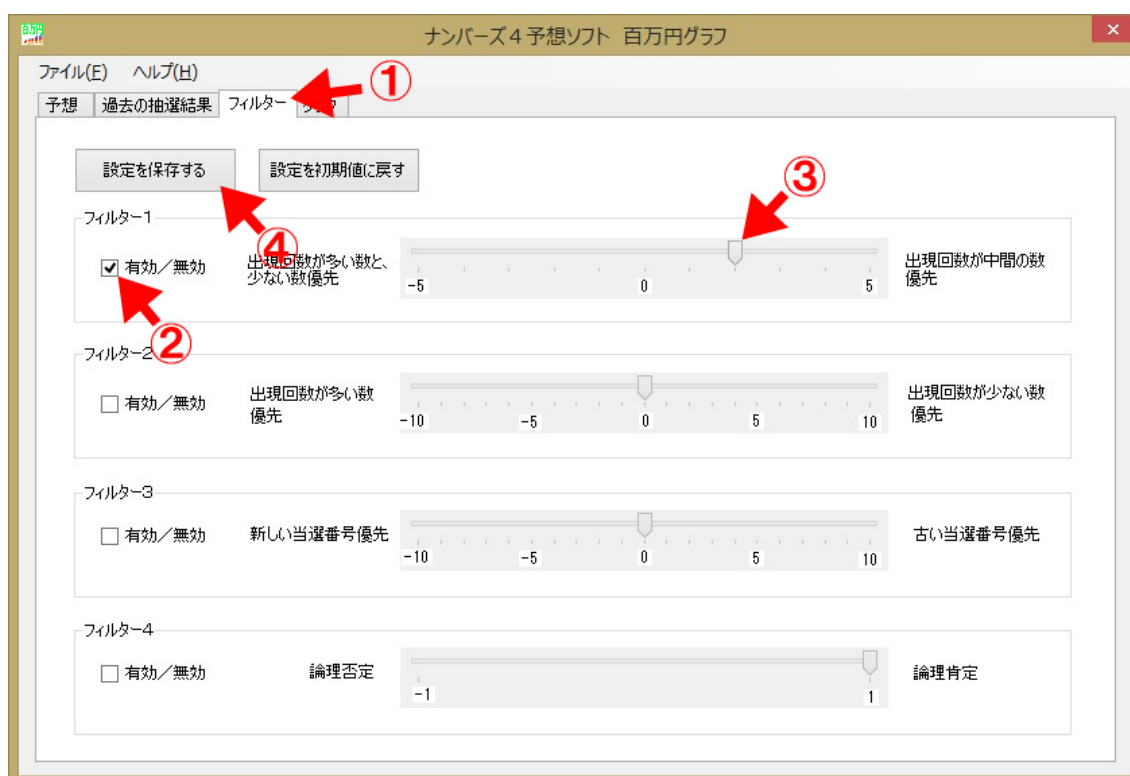 ナンバーズ4予想ソフト 百万円グラフ
ファイル(F) ヘルプ(H)
①
予想 過去の抽選結果 フィルター
設定を保存する 設定を初期値に戻す
③
④
フィルター1
有効/無効
出現回数が多い数と、
少ない数優先
-5 0 5
出現回数が中間の数
優先
②
フィルター2
有効/無効
出現回数が多い数
優先
-10 -5 0 5 10
出現回数が少ない数
優先
フィルター3
有効/無効
新しい当選番号優先
-10 -5 0 5 10
古い当選番号優先
フィルター4
有効/無効
論理否定
-1 1
論理肯定